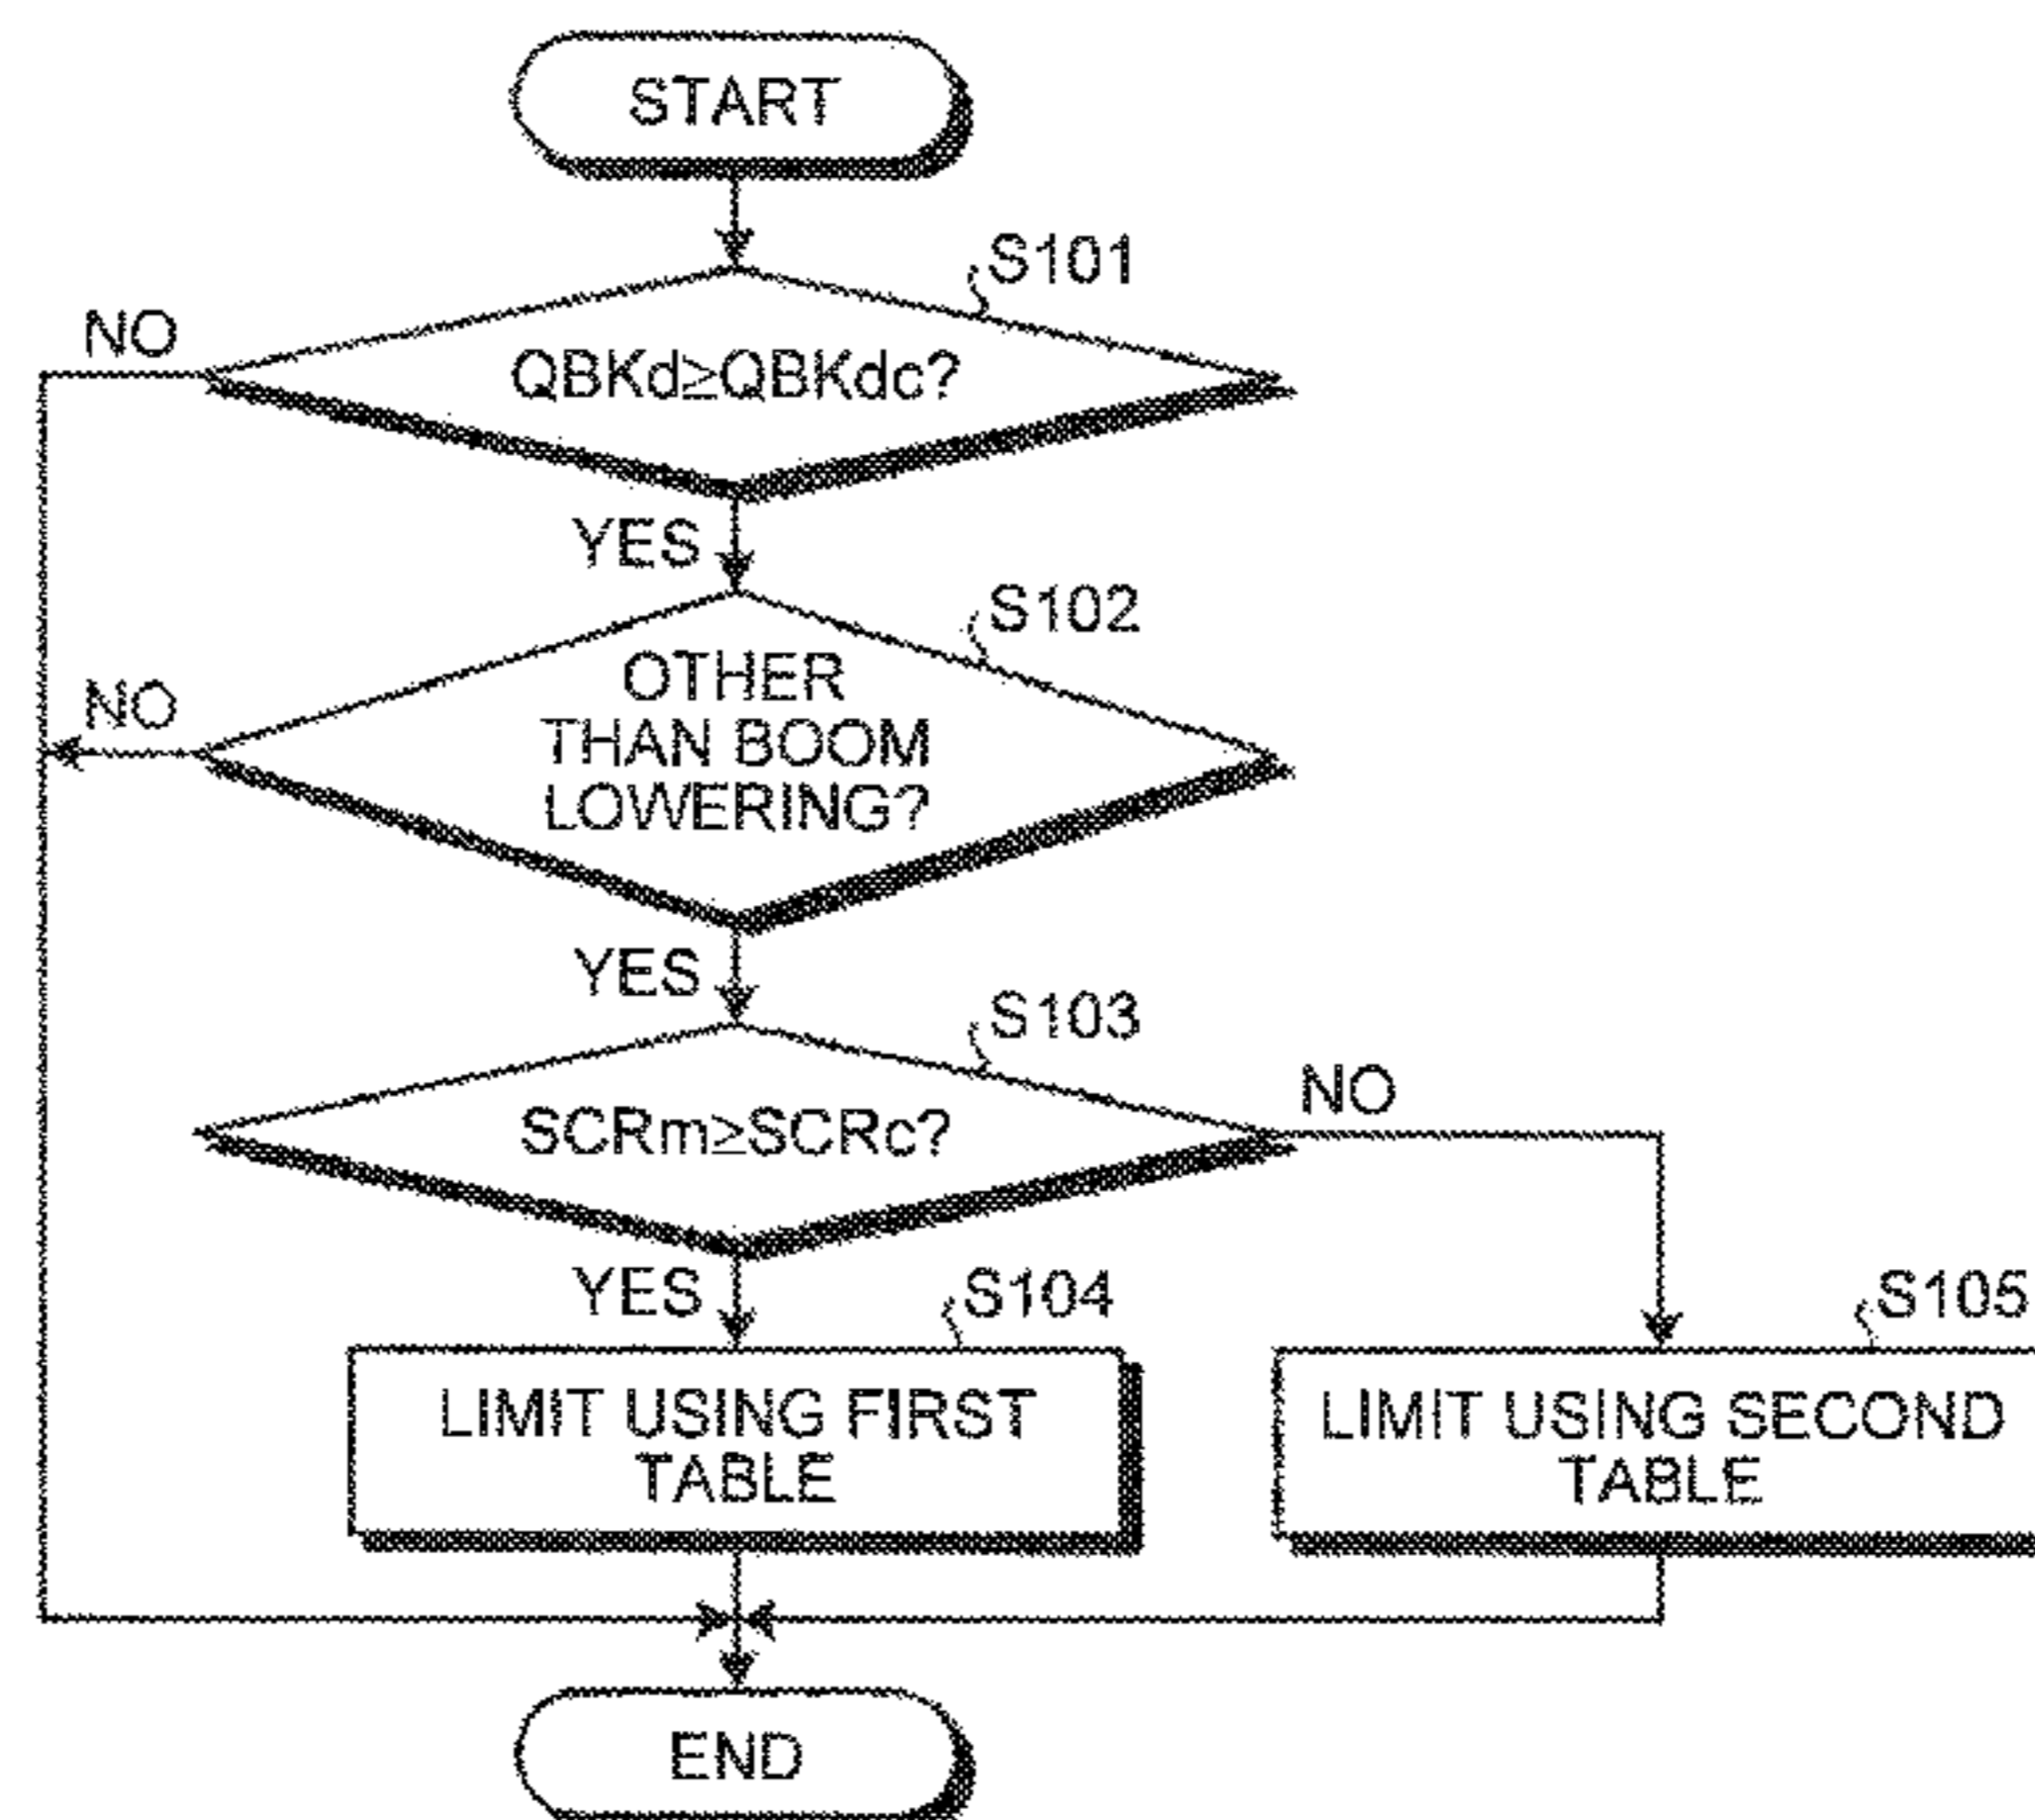 START
S101
NO
QBKd≥QBKdc?
YES
S102
OTHER
THAN BOOM
LOWERING?
NO
YES
S103
SCRm≥SCRc?
NO
YES
S104
LIMIT USING FIRST
TABLE
S105
LIMIT USING SECOND
TABLE
END